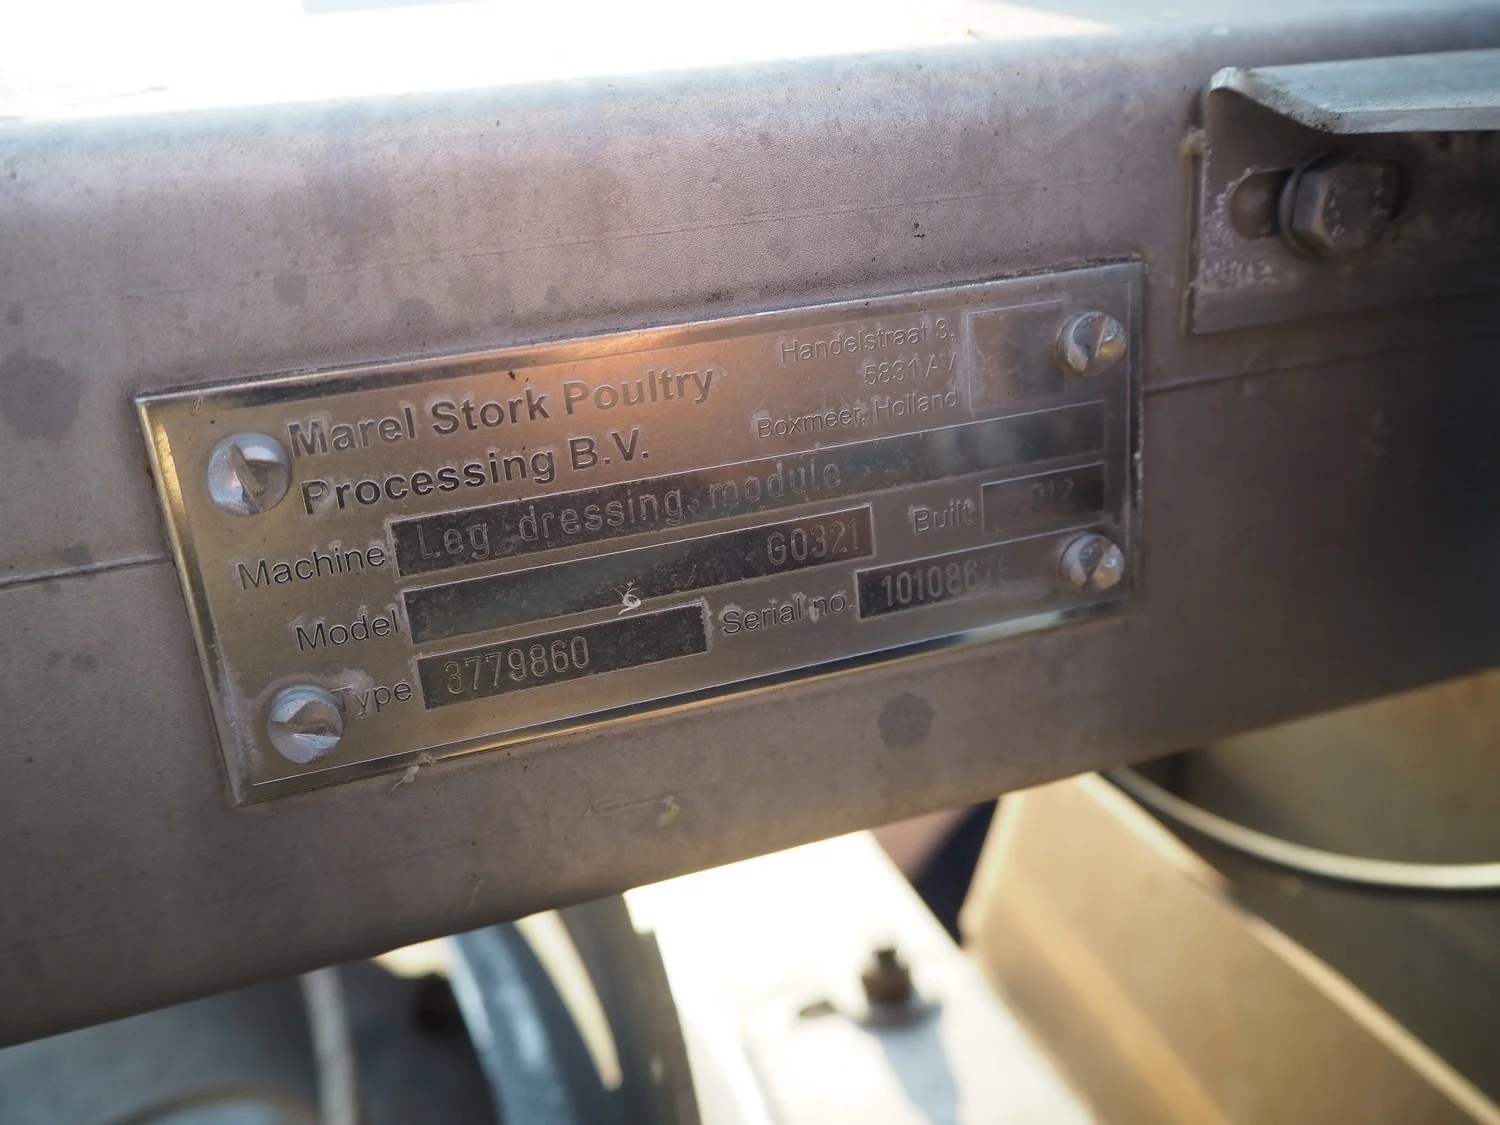 Marel Stork Poultry
Processing B.V.
Handelstraat 3,
5831 AV
Boxmeer, Holland
Machine Leg dressing module
Model G0321 Built
Type 3779860 Serial no.